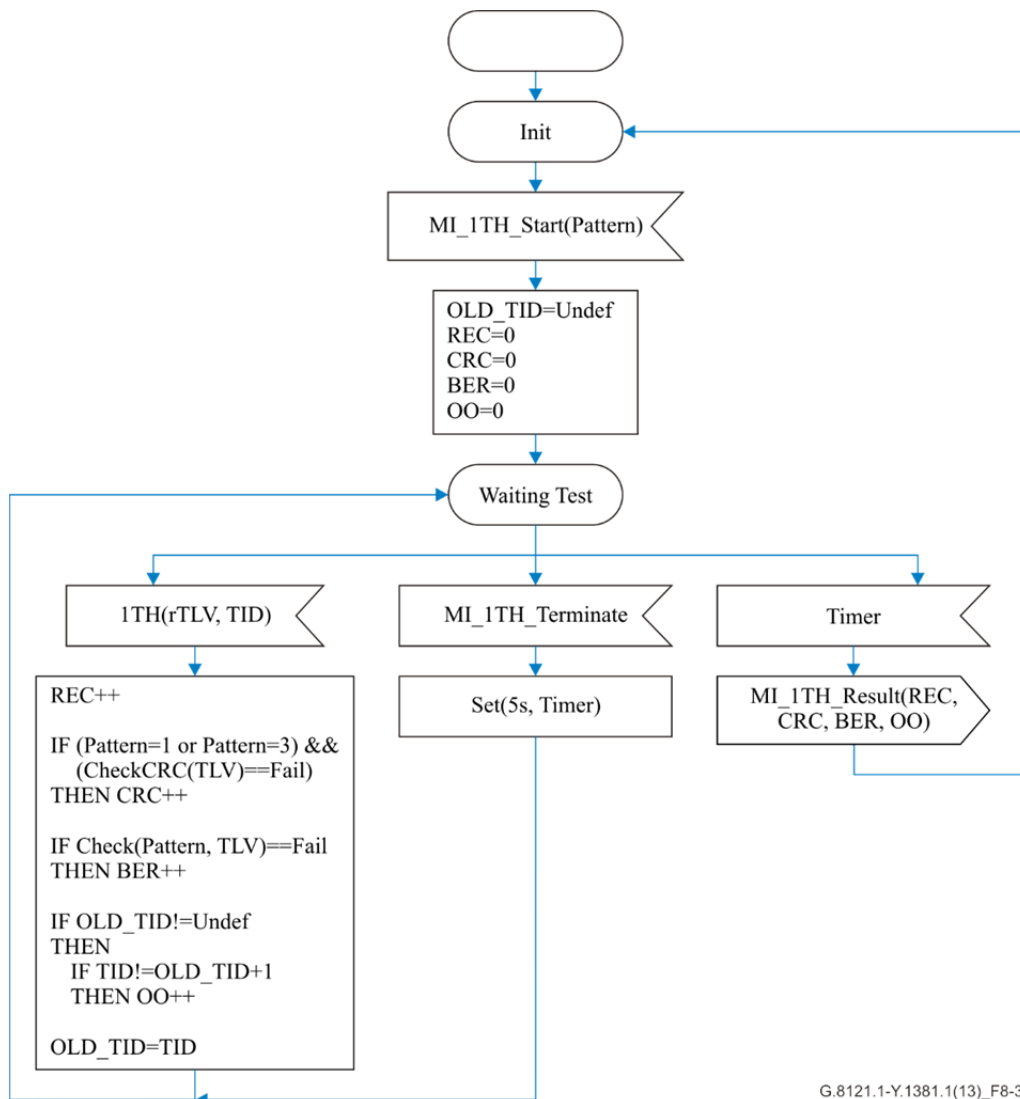 Init
MI_1TH_Start(Pattern)
OLD_TID=Undef
REC=0
CRC=0
BER=0
OO=0
Waiting Test
1TH(rTLV, TID)
REC++
IF (Pattern=1 or Pattern=3) &&
(CheckCRC(TLV)==Fail)
THEN CRC++
IF Check(Pattern, TLV)==Fail
THEN BER++
IF OLD_TID!=Undef
THEN
IF TID!=OLD_TID+1
THEN OO++
OLD_TID=TID
MI_1TH_Terminate
Set(5s, Timer)
Timer
MI_1TH_Result(REC,
CRC, BER, OO)
G.8121.1-Y.1381.1(13)_F8-3